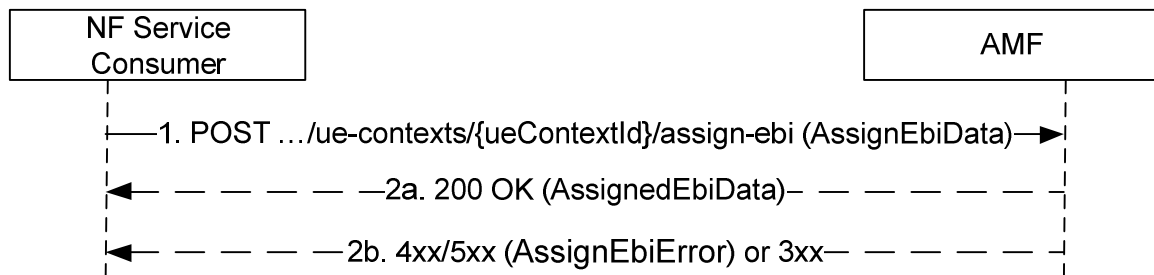 NF Service
Consumer
AMF
1. POST …/ue-contexts/{ueContextId}/assign-ebi (AssignEbiData)
2a. 200 OK (AssignedEbiData)
2b. 4xx/5xx (AssignEbiError) or 3xx